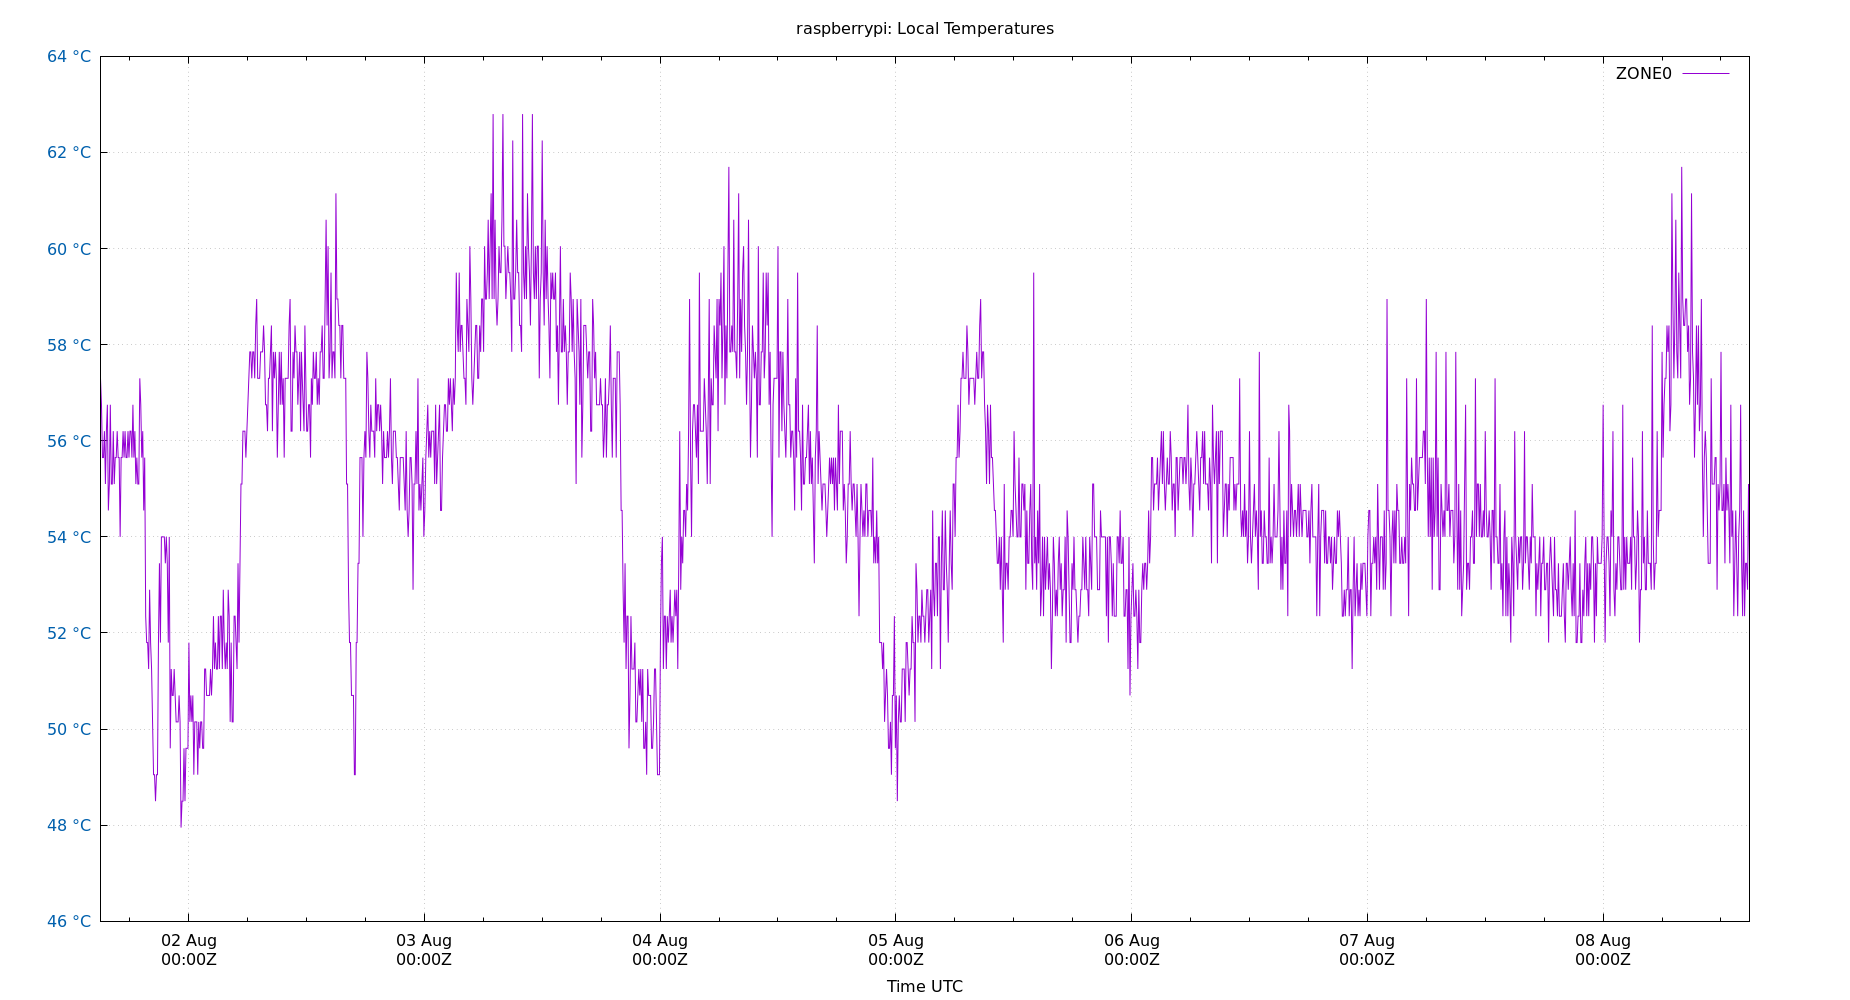 raspberrypi: Local Temperatures
64 °C
ZONE0
62 °C
60 °C
58 °C
56 °C
54 °C
52 °C
50 °C
48 °C
46 °C
02 Aug 03 Aug 04 Aug 05 Aug 06 Aug 07 Aug 08 Aug
00:00Z 00:00Z 00:00Z 00:00Z 00:00Z 00:00Z 00:00Z
Time UTC